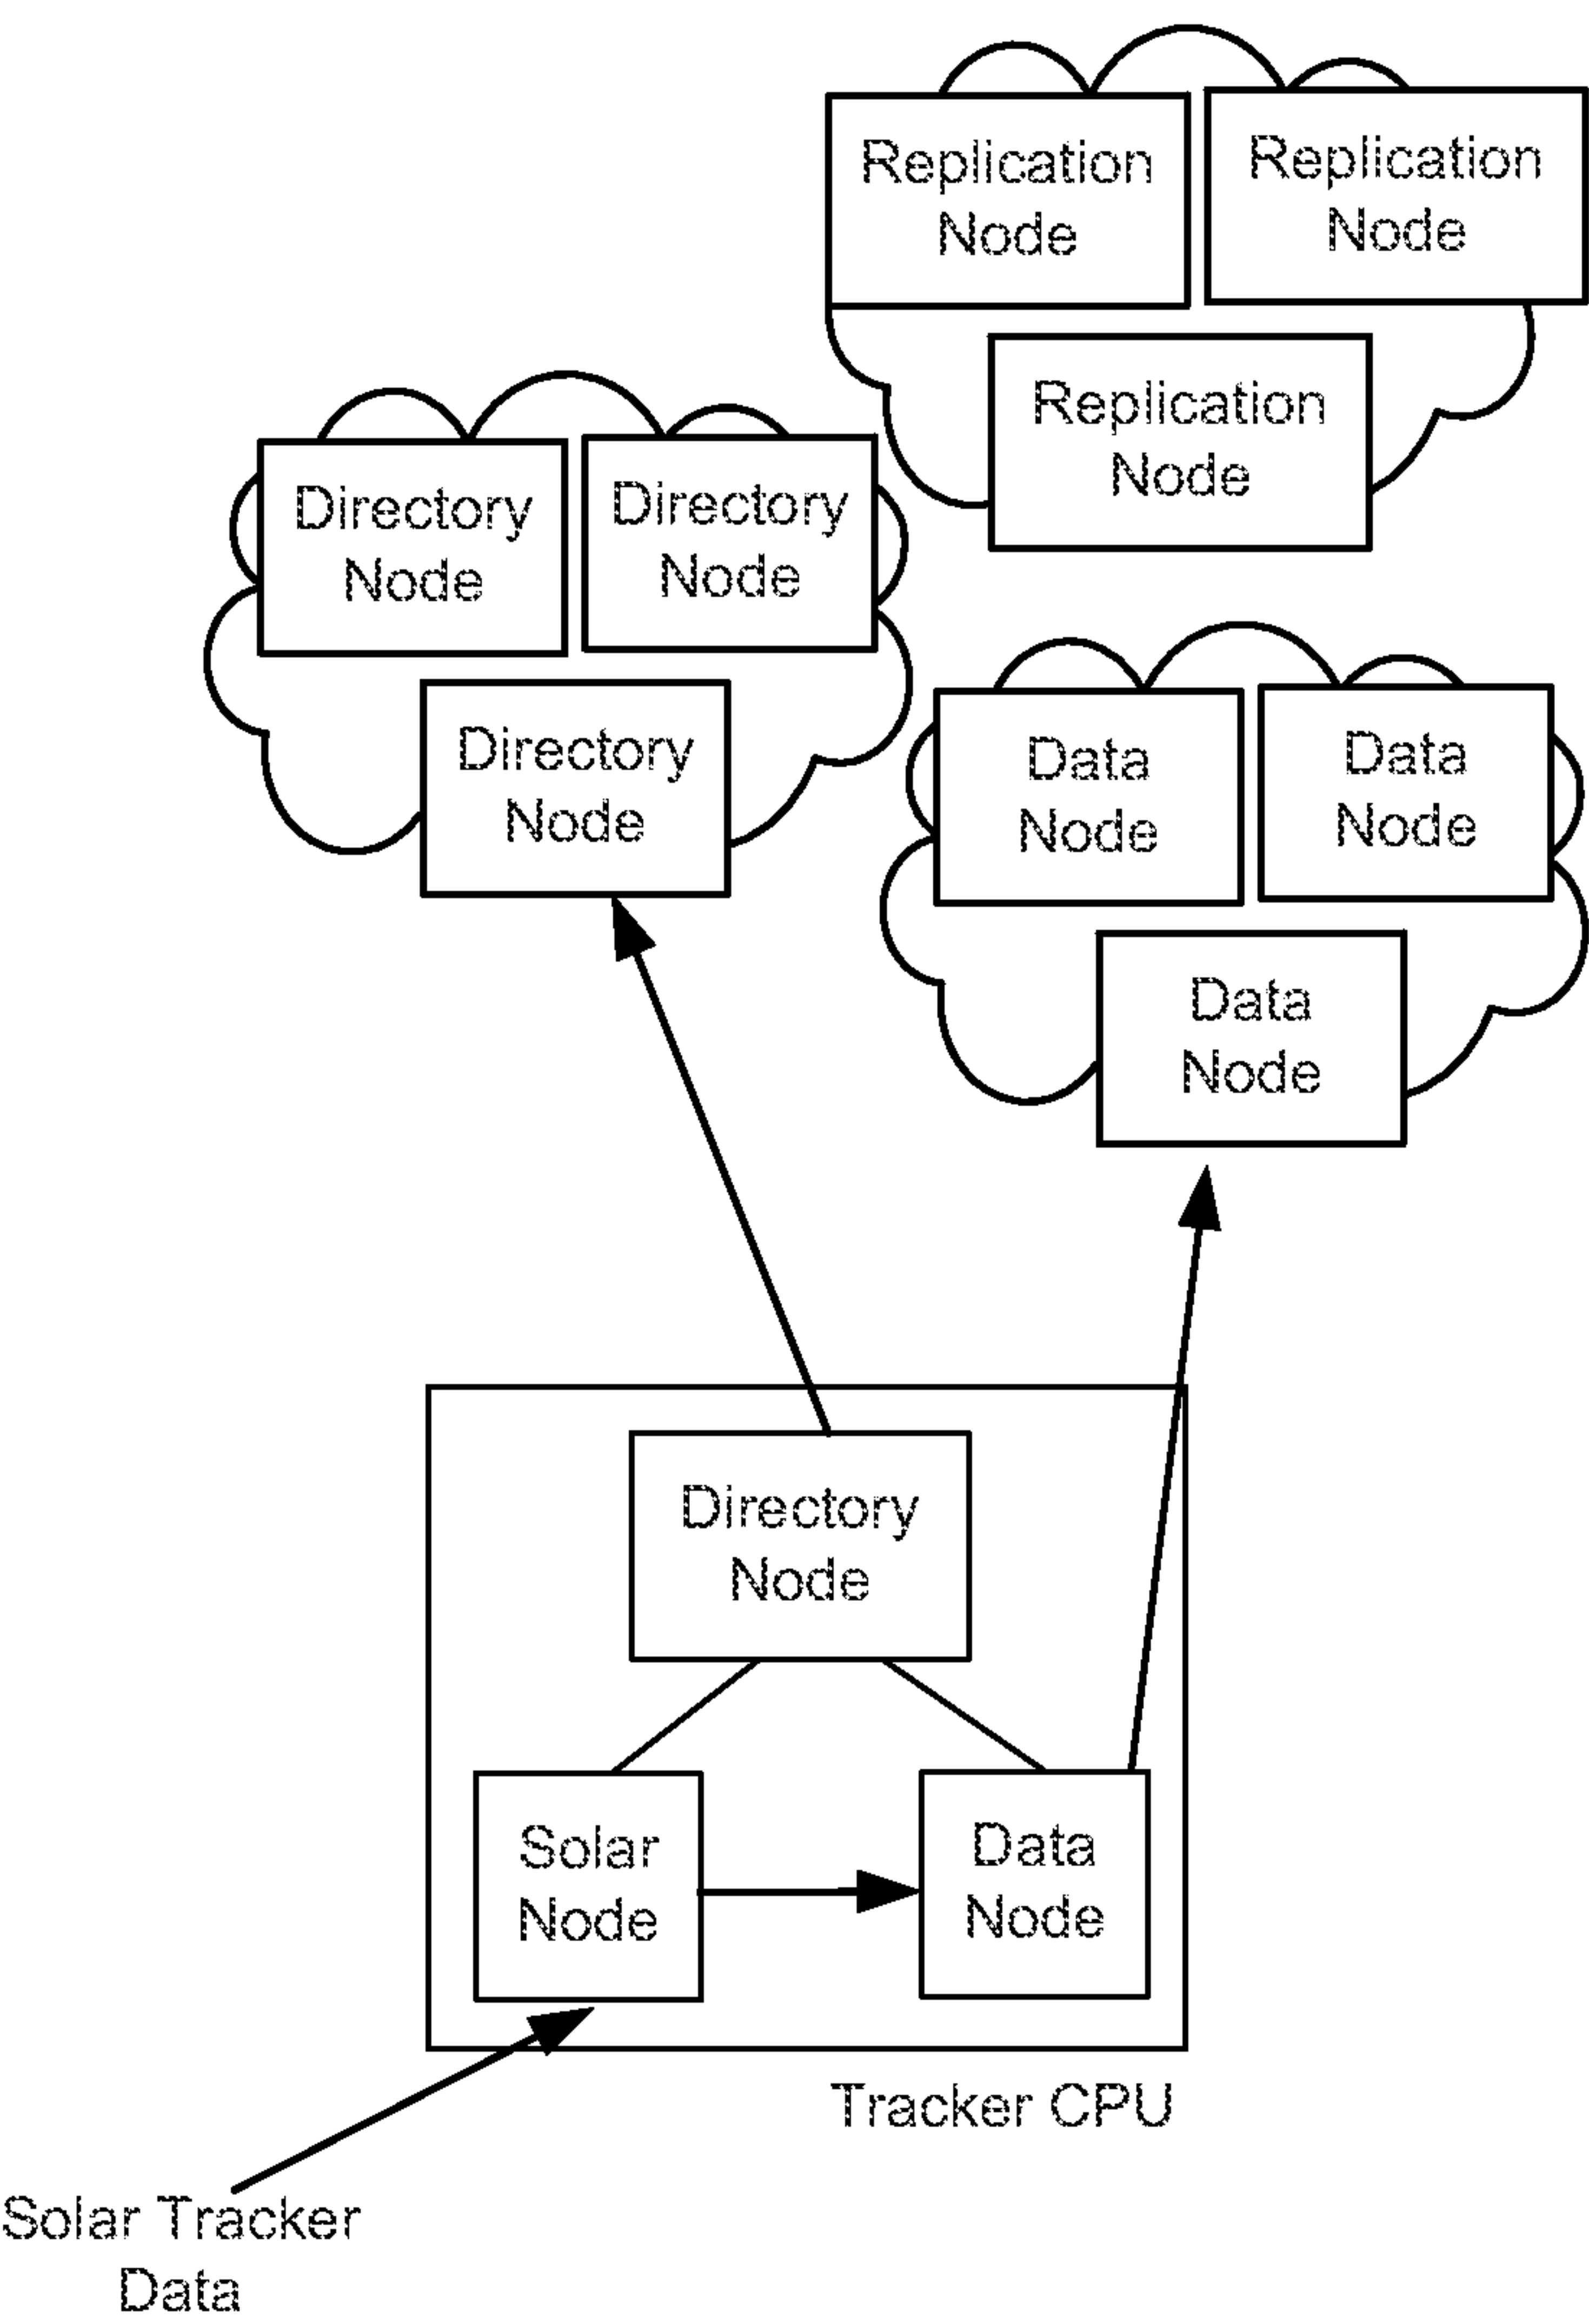 Replication
Node
Replication
Node
Replication
Node
Directory
Node
Directory
Node
Directory
Node
Data
Node
Data
Node
Data
Node
Directory
Node
Solar
Node
Data
Node
Tracker CPU
Solar Tracker
Data